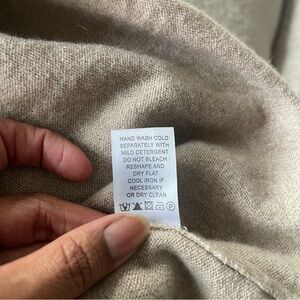 HAND WASH COLD
SEPARATELY WITH
MILD DETERGENT
DO NOT BLEACH
RESHAPE AND
DRY FLAT
COOL IRON IF
NECESSARY
OR DRY CLEAN